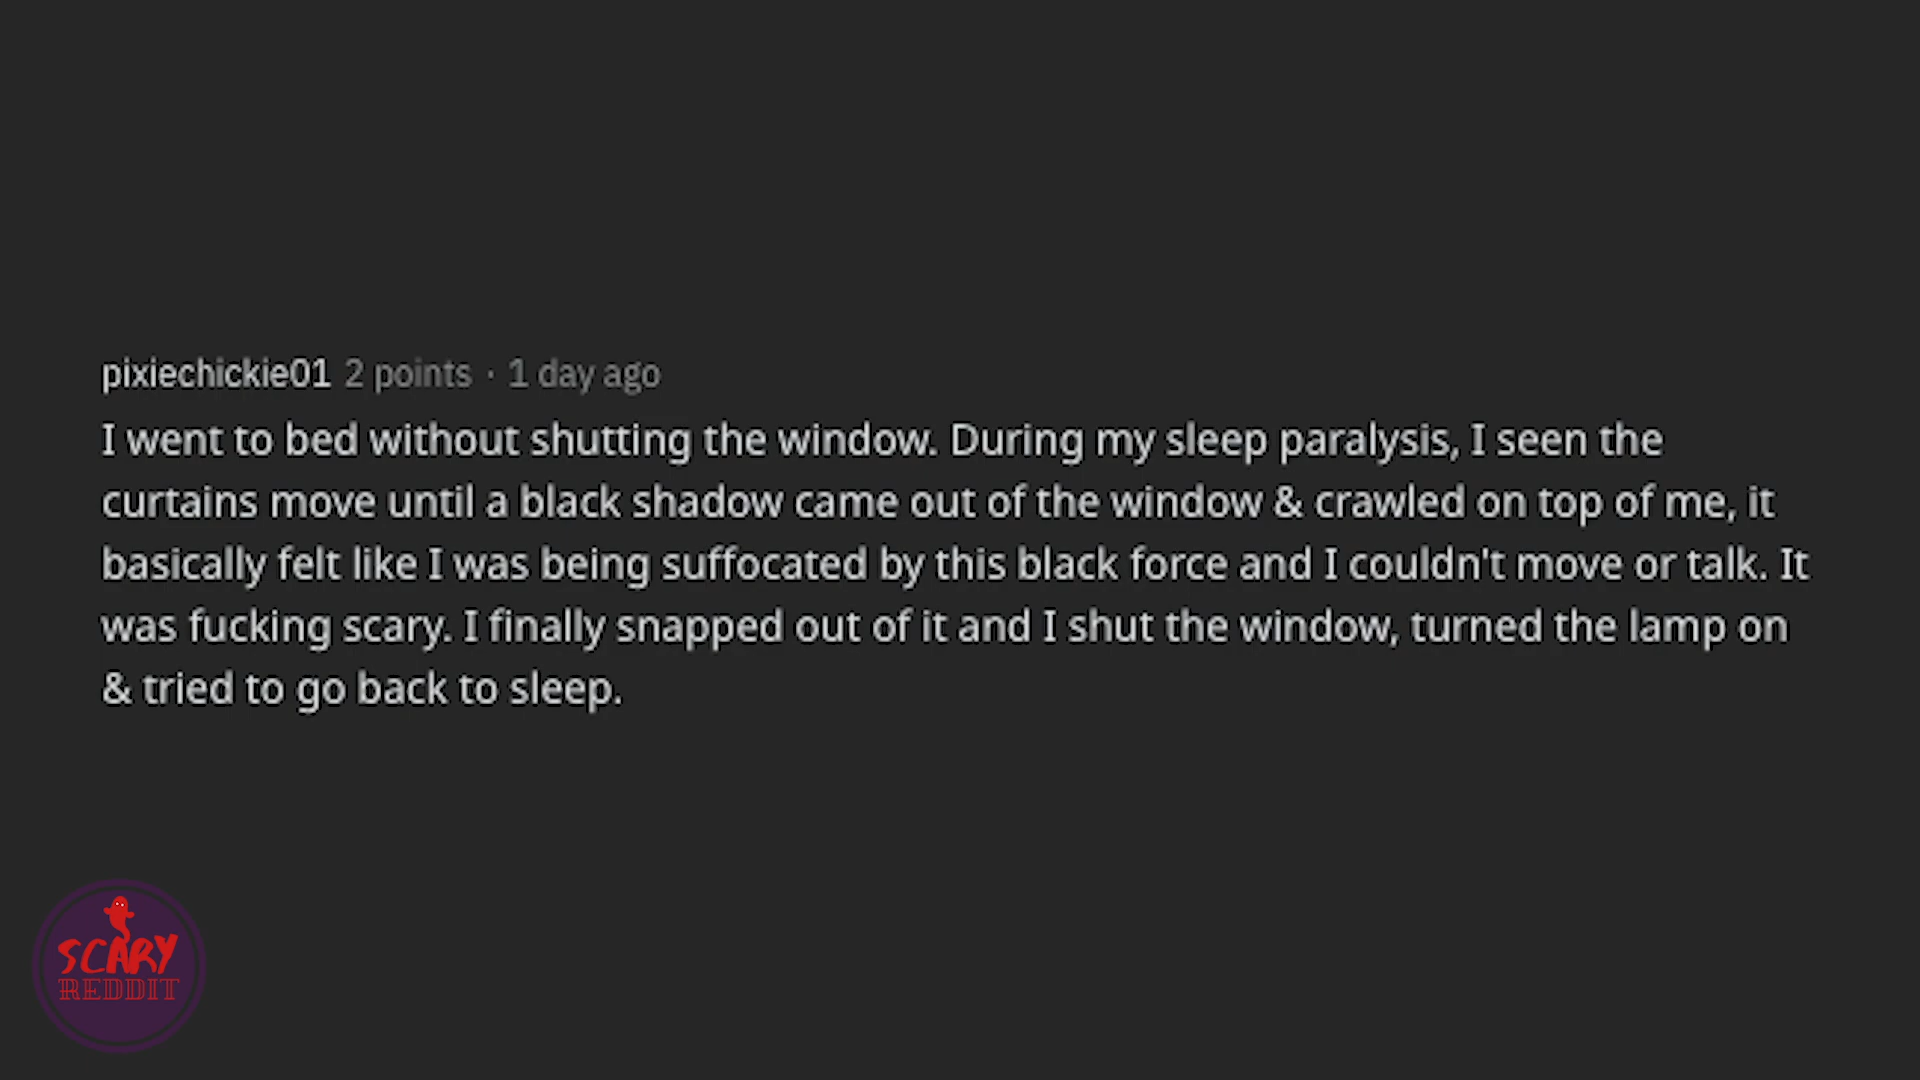 pixiechickie01 2 points · 1 day ago
I went to bed without shutting the window. During my sleep paralysis, I seen the
curtains move until a black shadow came out of the window & crawled on top of me, it
basically felt like I was being suffocated by this black force and I couldn't move or talk. It
was fucking scary. I finally snapped out of it and I shut the window, turned the lamp on
& tried to go back to sleep.
SCARY
REDDIT